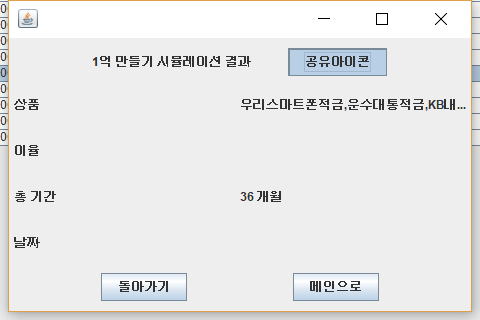 1억 만들기 시뮬레이션 결과 공유아이콘
상품 우리스마트폰적금,운수대통적금,KB내...
이율
총 기간 36 개월
날짜
돌아가기 메인으로